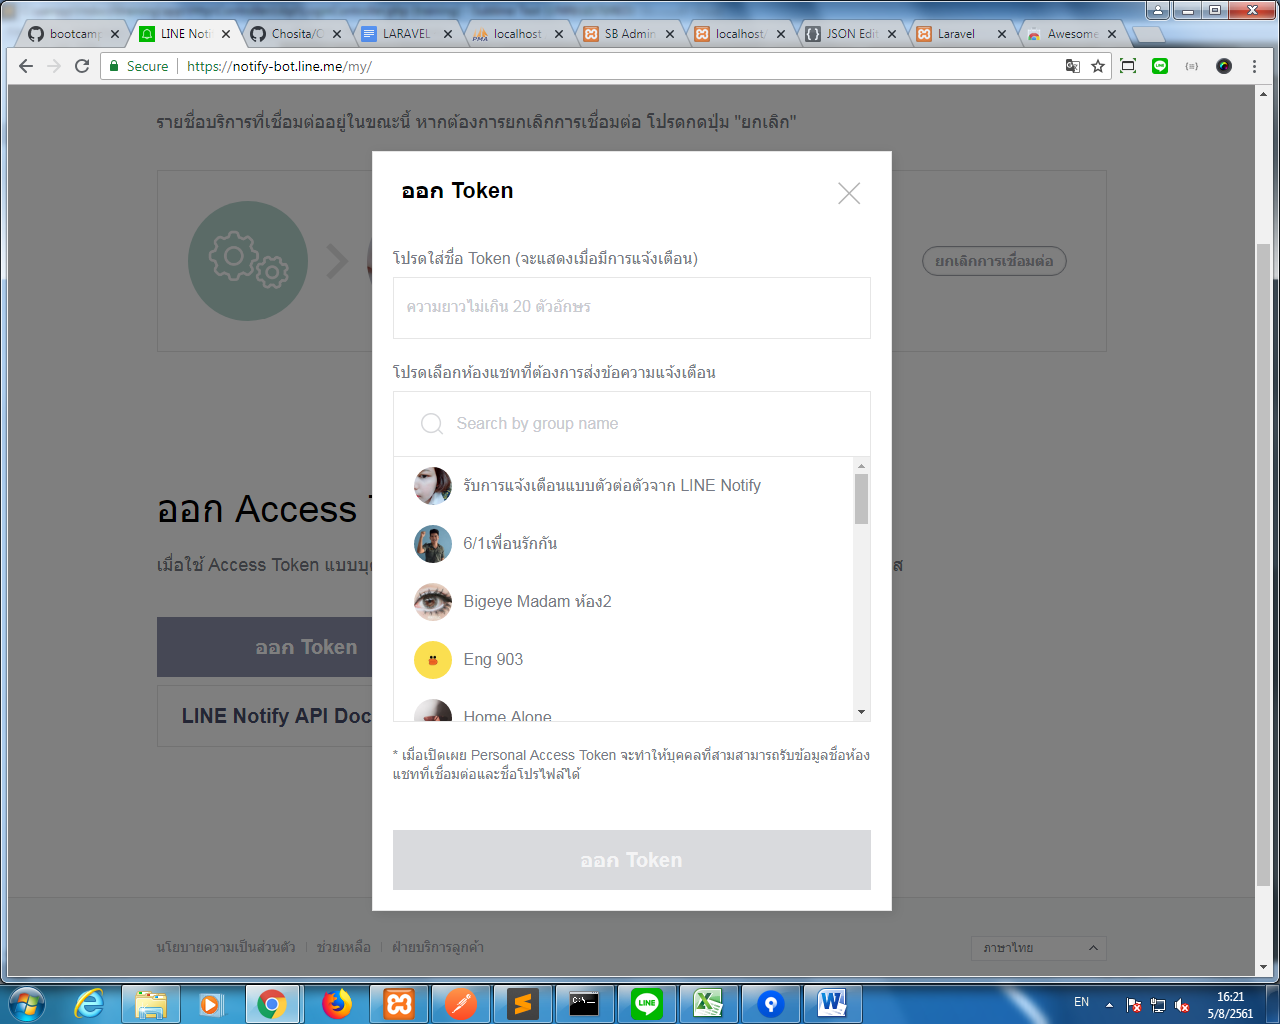 bootcamp
LINE Noti
Chosita/C
LARAVEL
localhost
SB Admin
localhost/
JSON Edit
Laravel
Awesome
Secure
https://notify-bot.line.me/my/
รายชื่อบริการที่เชื่อมต่ออยู่ในขณะนี้ หากต้องการยกเลิกการเชื่อมต่อ โปรดกดปุ่ม "ยกเลิก"
ออก Token
โปรดใส่ชื่อ Token (จะแสดงเมื่อมีการแจ้งเตือน)
ยกเลิกการเชื่อมต่อ
ความยาวไม่เกิน 20 ตัวอักษร
โปรดเลือกห้องแชทที่ต้องการส่งข้อความแจ้งเตือน
Search by group name
รับการแจ้งเตือนแบบตัวต่อตัวจาก LINE Notify
ออก Access
6/1เพื่อนรักกัน
เมื่อใช้ Access Token แบบบุ
Bigeye Madam ห้อง2
ออก Token
Eng 903
LINE Notify API Doc
Home Alone
* เมื่อเปิดเผย Personal Access Token จะทำให้บุคคลที่สามสามารถรับข้อมูลชื่อห้อง
แชทที่เชื่อมต่อและชื่อโปรไฟล์ได้
ออก Token
นโยบายความเป็นส่วนตัว
ช่วยเหลือ
ฝ่ายบริการลูกค้า
ภาษาไทย
EN
16:21
5/8/2561